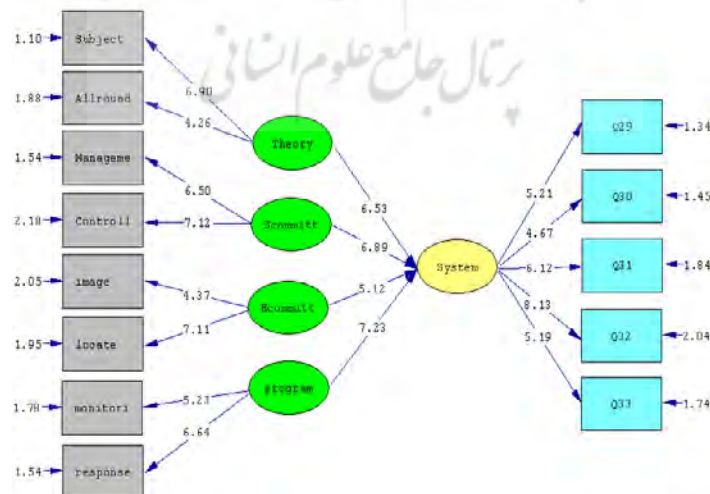 پرتال جامع علوم انسانی
1.10 Subject
1.88 Allround
1.54 Manageme
2.18 Controll
2.05 image
1.95 locate
1.78 monitori
1.54 response
6.90
4.26
6.50
7.12
4.37
7.11
5.23
6.64
Theory
Scommitt
Hcommitt
program
6.53
6.89
5.12
7.23
System
5.21
4.67
6.12
8.13
5.19
Q29 1.34
Q30 1.45
Q31 1.84
Q32 2.04
Q33 1.74